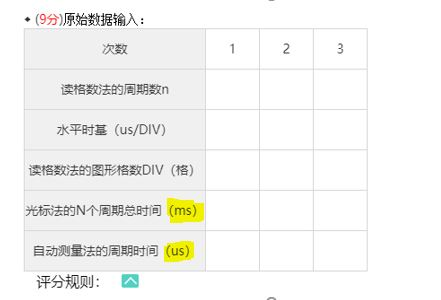 (9分)原始数据输入：
次数 1 2 3
读格数法的周期数n
水平时基（us/DIV）
读格数法的图形格数DIV（格）
光标法的N个周期总时间（ms）
自动测量法的周期时间（us）
评分规则：